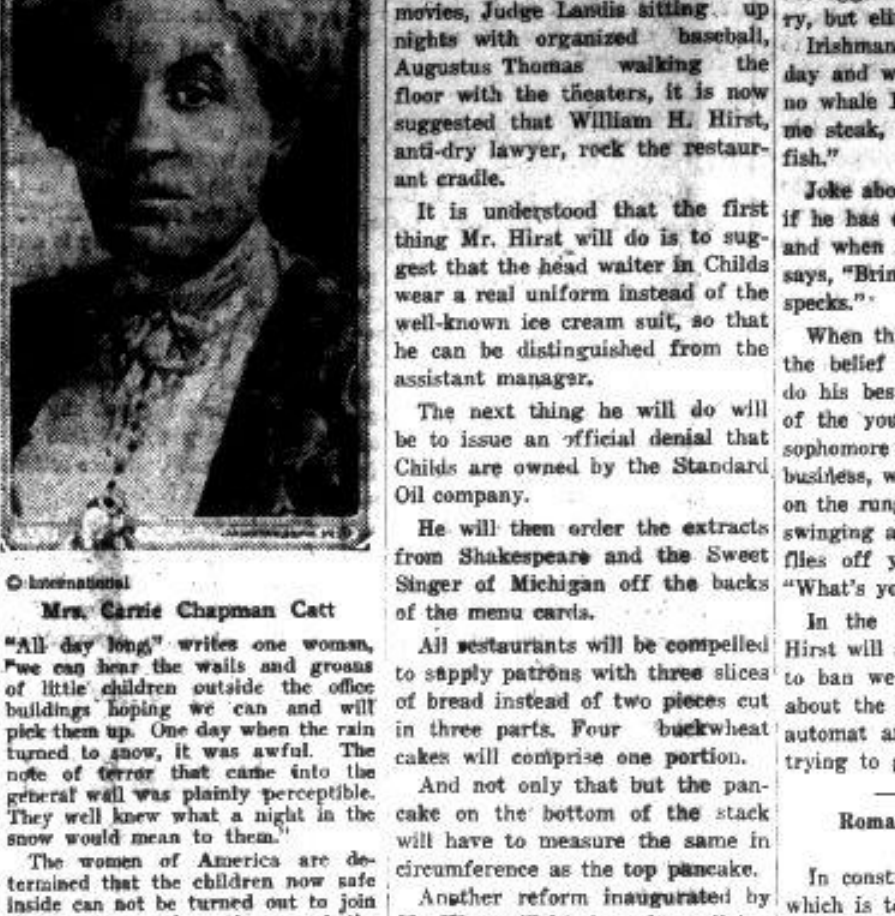 © International
Mrs. Carrie Chapman Catt
"All day long," writes one woman,
"we can hear the wails and groans
of little children outside the office
buildings hoping we can and will
pick them up. One day when the rain
turned to snow, it was awful. The
note of terror that came into the
general wail was plainly perceptible.
They well knew what a night in the
snow would mean to them."
The women of America are de-
termined that the children now safe
inside can not be turned out to join
movies, Judge Landis sitting up
nights with organized baseball,
Augustus Thomas walking the
floor with the theaters, it is now
suggested that William H. Hirst,
anti-dry lawyer, rock the restaur-
ant cradle.
It is understood that the first
thing Mr. Hirst will do is to sug-
gest that the head waiter in Childs
wear a real uniform instead of the
well-known ice cream suit, so that
he can be distinguished from the
assistant manager.
The next thing he will do will
be to issue an official denial that
Childs are owned by the Standard
Oil company.
He will then order the extracts
from Shakespeare and the Sweet
Singer of Michigan off the backs
of the menu cards.
All restaurants will be compelled
to supply patrons with three slices
of bread instead of two pieces cut
in three parts. Four buckwheat
cakes will comprise one portion.
And not only that but the pan-
cake on the bottom of the stack
will have to measure the same in
circumference as the top pancake.
Another reform inaugurated by
ry, but eli
Irishman
day and w
no whale
me steak,
fish."
Joke abo
if he has
and when
says, "Brin
specks."
When th
the belief
do his bes
of the you
sophomore
business, w
on the rung
swinging a
flies off y
"What's yo
In the
Hirst will
to ban we
about the
automat a
trying to
Roma
In const
which is